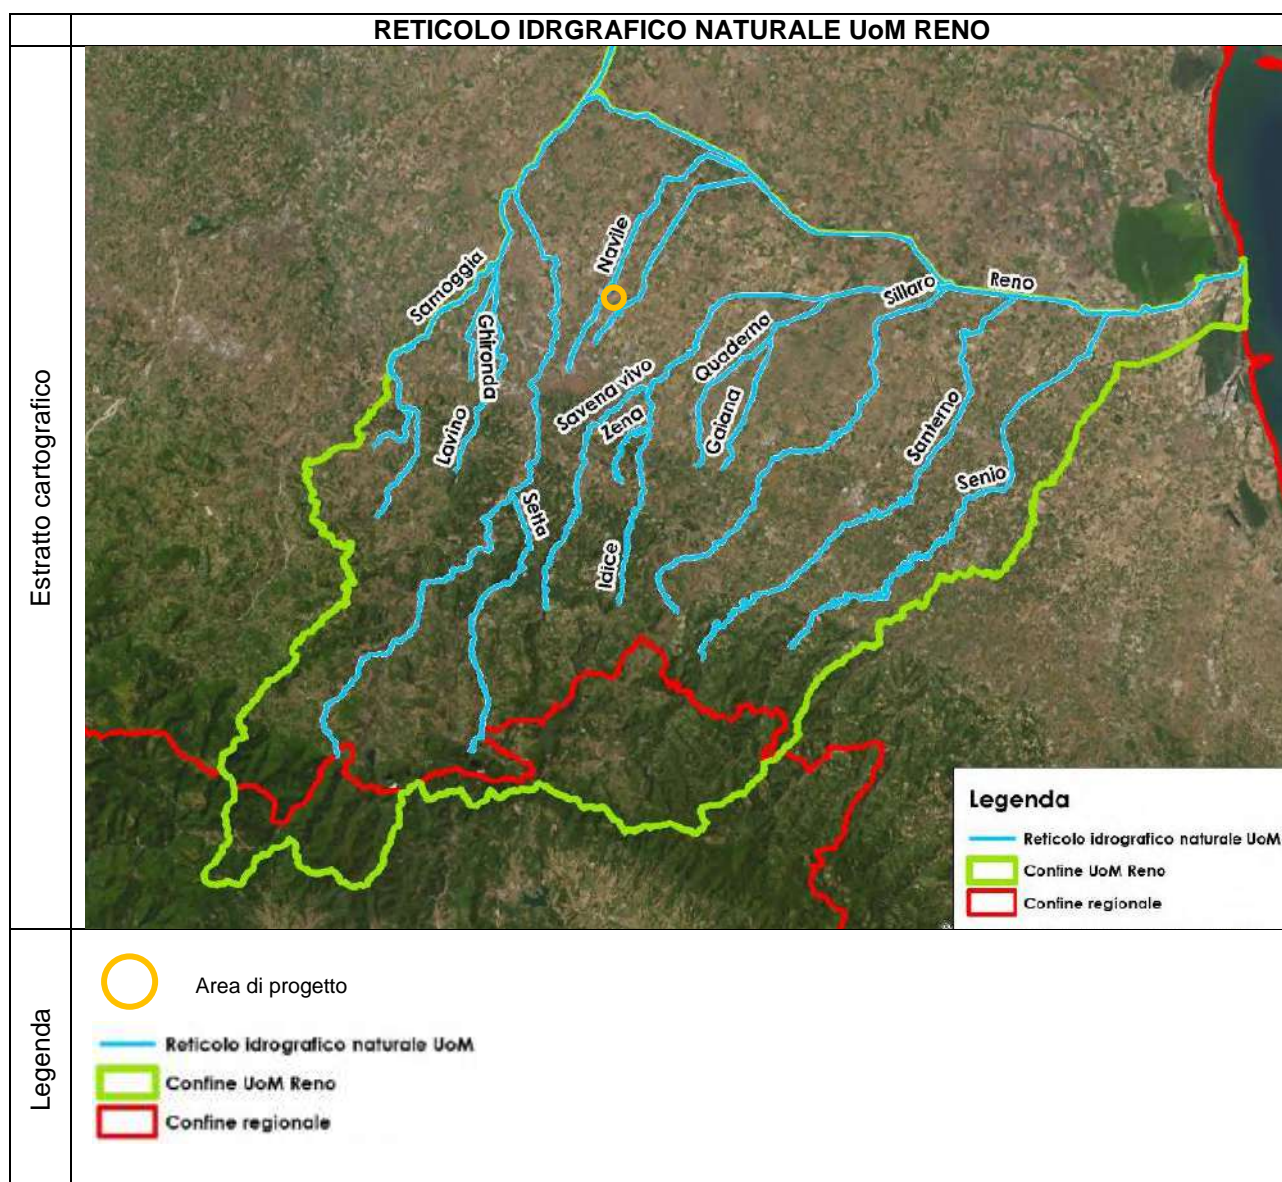 RETICOLO IDRGRAFICO NATURALE UoM RENO
Estratto cartografico
Navile
Samoggia
Ghironda
Lavino
Setta
Savena vivo
Zena
Idice
Quaderno
Gaiana
Sillaro
Reno
Santerno
Senio
Legenda
Reticolo idrografico naturale UoM
Confine UoM Reno
Confine regionale
Legenda
Area di progetto
Reticolo idrografico naturale UoM
Confine UoM Reno
Confine regionale